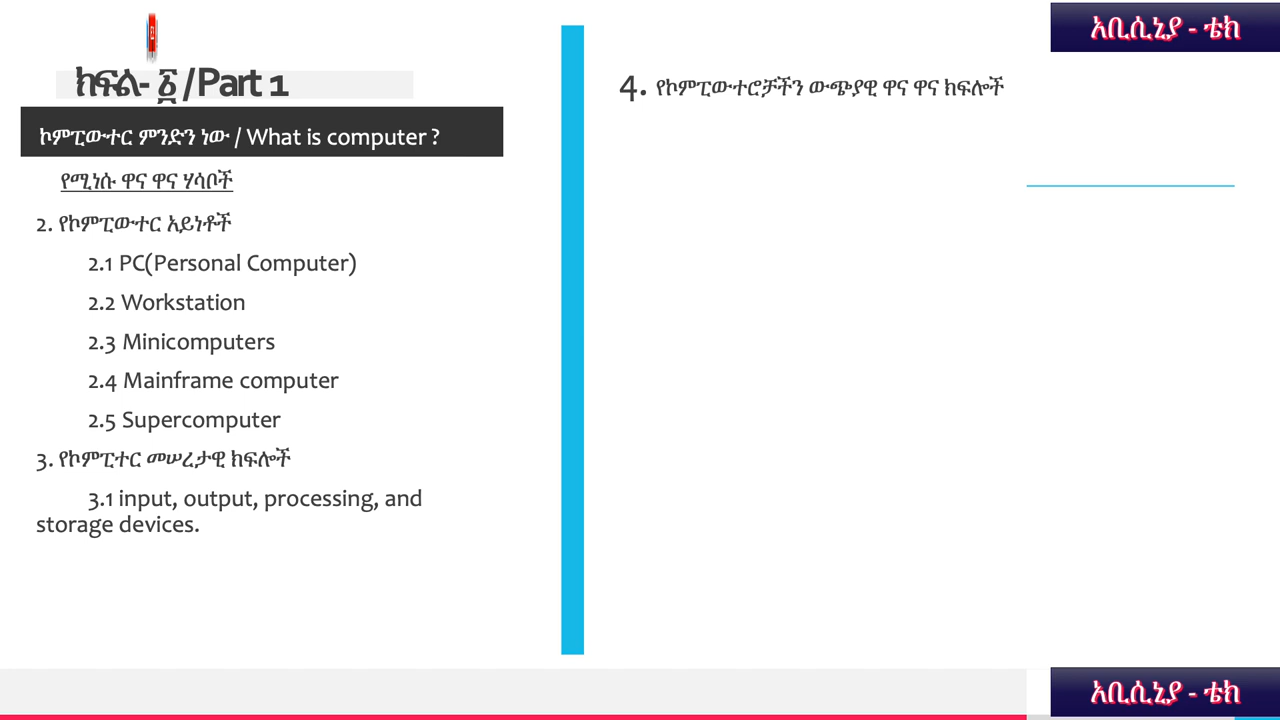 አቢሲኒያ - ቴክ
ክፍል- ፩ /Part 1
ኮምፒውተር ምንድን ነው / What is computer ?
የሚነሱ ዋና ዋና ሃሳቦች
2. የኮምፒውተር አይነቶች
2.1 PC(Personal Computer)
2.2 Workstation
2.3 Minicomputers
2.4 Mainframe computer
2.5 Supercomputer
3. የኮምፒተር መሠረታዊ ክፍሎች
3.1 input, output, processing, and
storage devices.
4. የኮምፒውተሮቻችን ውጭያዊ ዋና ዋና ክፍሎች
አቢሲኒያ - ቴክ